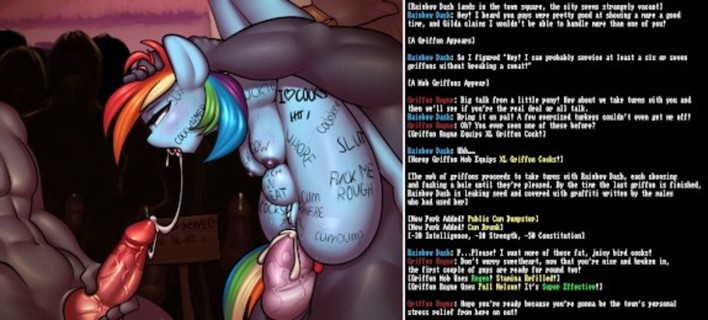 I ♥ COCK
HIT!
SLUT
WHORE
FUCK ME
ROUGH
CUM
HERE
cumdump
[Rainbow Dash lands in the town square, the city seems strangely vacant]
Rainbow Dash: Hey! I heard you guys were pretty good at showing a mare a good
time, and Gilda claims I wouldn't be able to handle more than one of you?
[A Griffon Appears]
Rainbow Dash: So I figured "Hey! I can probably service at least a six or seven
griffons without breaking a sweat!"
[A Mob Griffons Appear]
Griffon Rogue: Big talk from a little pony! How about we take turns with you and
then we'll see if you're the real deal or all talk.
Rainbow Dash: Bring it on pal! A few oversized turkeys couldn't even get me off!
Griffon Rogue: Oh? You ever seen one of these before?
[Griffon Rogue Equips XL Griffon Cock!]
Rainbow Dash: Uhh...
[Horny Griffon Mob Equips XL Griffon Cocks!]
[The mob of griffons proceeds to take turns with Rainbow Dash, each choosing
and fucking a hole until they're pleased. By the time the last griffon is finished,
Rainbow Dash is leaking seed and covered with graffiti written by the males
who had used her]
[New Perk Added! Public Cum Dumpster]
[New Perk Added! Cum Drunk]
[-30 Intelligence, -30 Strength, -50 Constitution]
Rainbow Dash: P...Please! I want more of those fat, juicy bird cocks!
Griffon Rogue: Don't worry sweetheart, now that you're nice and broken in,
the first couple of guys are ready for round two!
[Griffon Mob Uses Regen! Stamina Refilled!]
[Griffon Rogue Uses Full Nelson! It's Super Effective!]
Griffon Rogue: Hope you're ready because you're gonna be the town's personal
stress relief from here on out!